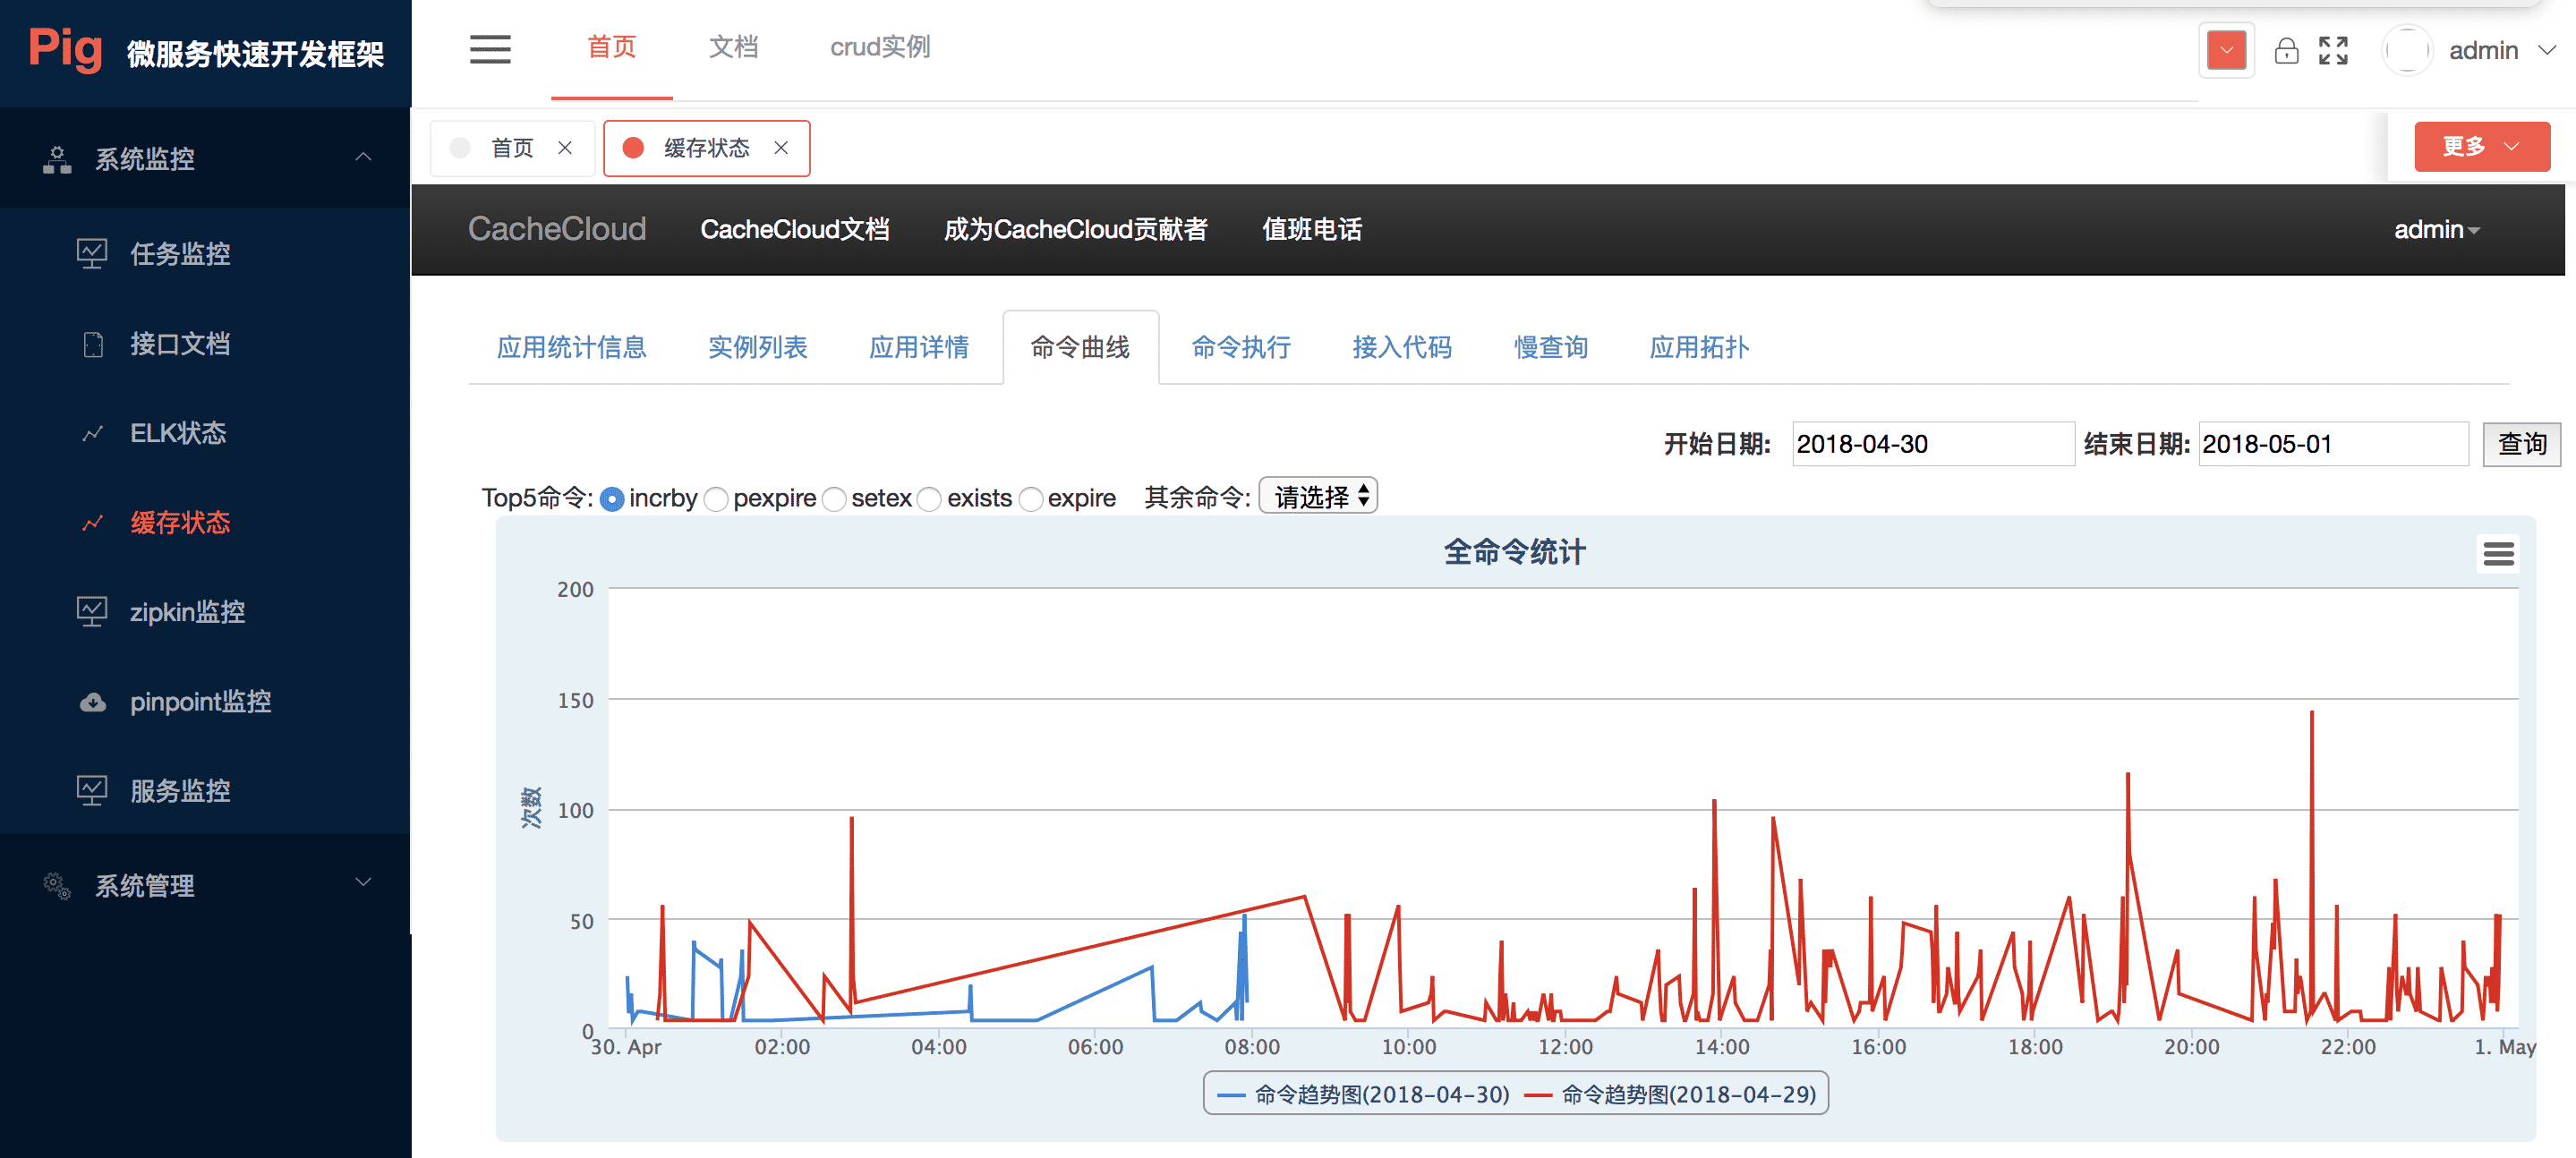 Pig 微服务快速开发框架
首页 文档 crud实例 admin
系统监控
任务监控
接口文档
ELK状态
缓存状态
zipkin监控
pinpoint监控
服务监控
系统管理
首页 缓存状态 更多
CacheCloud CacheCloud文档 成为CacheCloud贡献者 值班电话 admin
应用统计信息 实例列表 应用详情 命令曲线 命令执行 接入代码 慢查询 应用拓扑
开始日期: 2018-04-30 结束日期: 2018-05-01 查询
Top5命令: incrby pexpire setex exists expire 其余命令: 请选择
全命令统计
次数
200
150
100
50
0
30. Apr 02:00 04:00 06:00 08:00 10:00 12:00 14:00 16:00 18:00 20:00 22:00 1. May
命令趋势图(2018-04-30) 命令趋势图(2018-04-29)